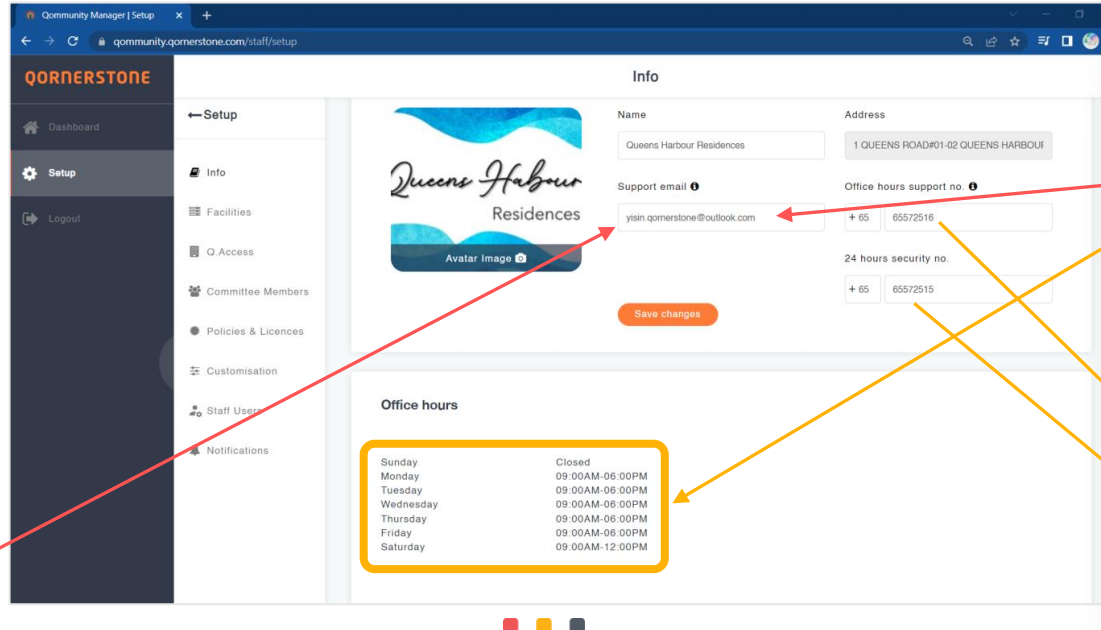 Qommunity Manager | Setup
qommunity.qornerstone.com/staff/setup
QORNERSTONE
Info
Dashboard
Setup
Logout
←Setup
Info
Facilities
Q.Access
Committee Members
Policies & Licences
Customisation
Staff Users
Notifications
Queens Habour
Residences
Avatar Image
Name
Queens Harbour Residences
Address
1 QUEENS ROAD#01-02 QUEENS HARBOUR
Support email
yisin.qornerstone@outlook.com
Office hours support no.
+ 65 65572516
24 hours security no.
+ 65 65572515
Save changes
Office hours
Sunday Closed
Monday 09:00AM-06:00PM
Tuesday 09:00AM-06:00PM
Wednesday 09:00AM-06:00PM
Thursday 09:00AM-06:00PM
Friday 09:00AM-06:00PM
Saturday 09:00AM-12:00PM